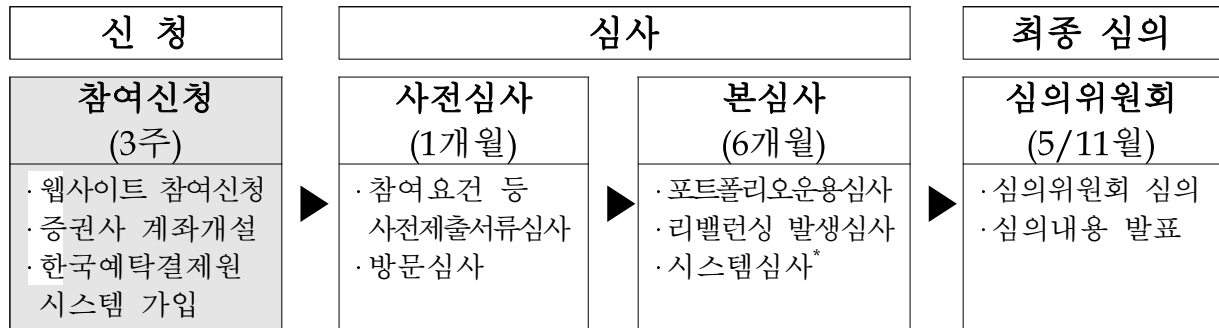 신 청
심사
최종 심의
참여신청
(3주)
· 웹사이트 참여신청
· 증권사 계좌개설
· 한국예탁결제원
시스템 가입
▶
사전심사
(1개월)
· 참여요건 등
사전제출서류심사
· 방문심사
▶
본심사
(6개월)
· 포트폴리오운용심사
· 리밸런싱 발생심사
· 시스템심사*
▶
심의위원회
(5/11월)
· 심의위원회 심의
· 심의내용 발표